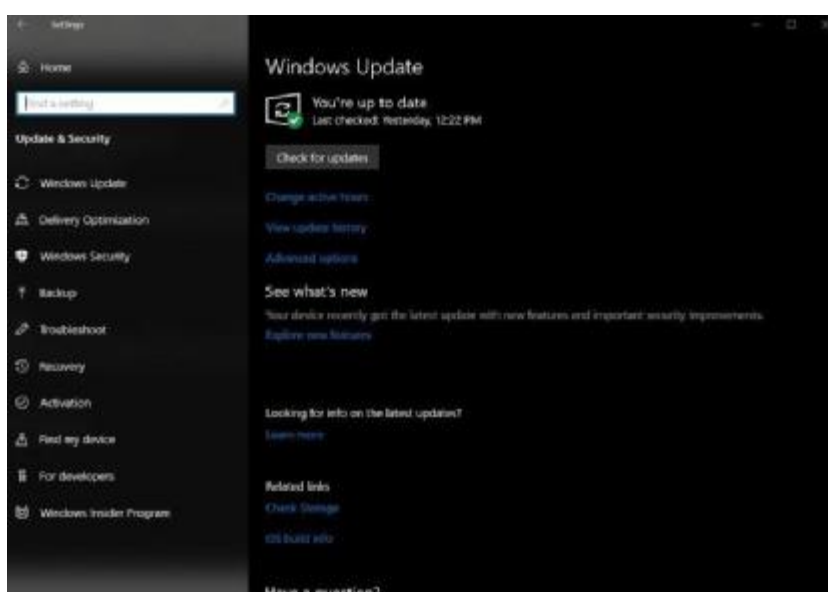 Settings
Home
Find a setting
Update & Security
Windows Update
Delivery Optimization
Windows Security
Backup
Troubleshoot
Recovery
Activation
Find my device
For developers
Windows Insider Program
Windows Update
You're up to date
Last checked: Yesterday, 12:22 PM
Check for updates
Change active hours
View update history
Advanced options
See what's new
Your device recently got the latest update with new features and important security improvements.
Explore new features
Looking for info on the latest updates?
Learn more
Related links
Check Storage
OS build info
Have a question?